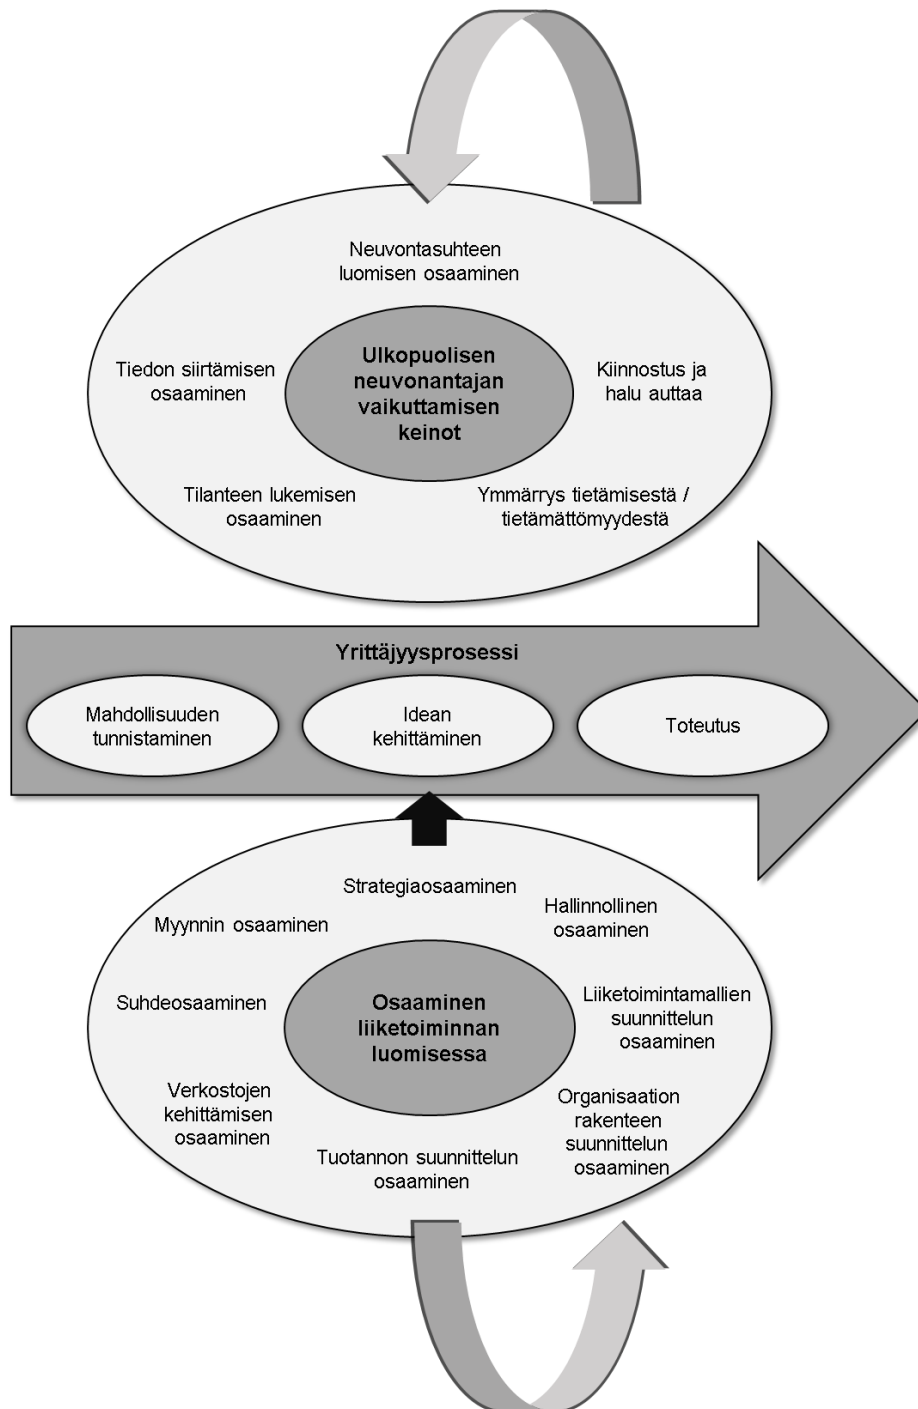 Neuvontasuhteen
luomisen osaaminen
Tiedon siirtämisen
osaaminen
Ulkopuolisen
neuvonantajan
vaikuttamisen
keinot
Kiinnostus ja
halu auttaa
Tilanteen lukemisen
osaaminen
Ymmärrys tietämisestä /
tietämättömyydestä
Yrittäjyysprosessi
Mahdollisuuden
tunnistaminen
Idean
kehittäminen
Toteutus
Strategiaosaaminen
Myynnin osaaminen
Hallinnollinen
osaaminen
Suhdeosaaminen
Osaaminen
liiketoiminnan
luomisessa
Liiketoimintamallien
suunnittelun
osaaminen
Verkostojen
kehittämisen
osaaminen
Organisaation
rakenteen
suunnittelun
osaaminen
Tuotannon suunnittelun
osaaminen